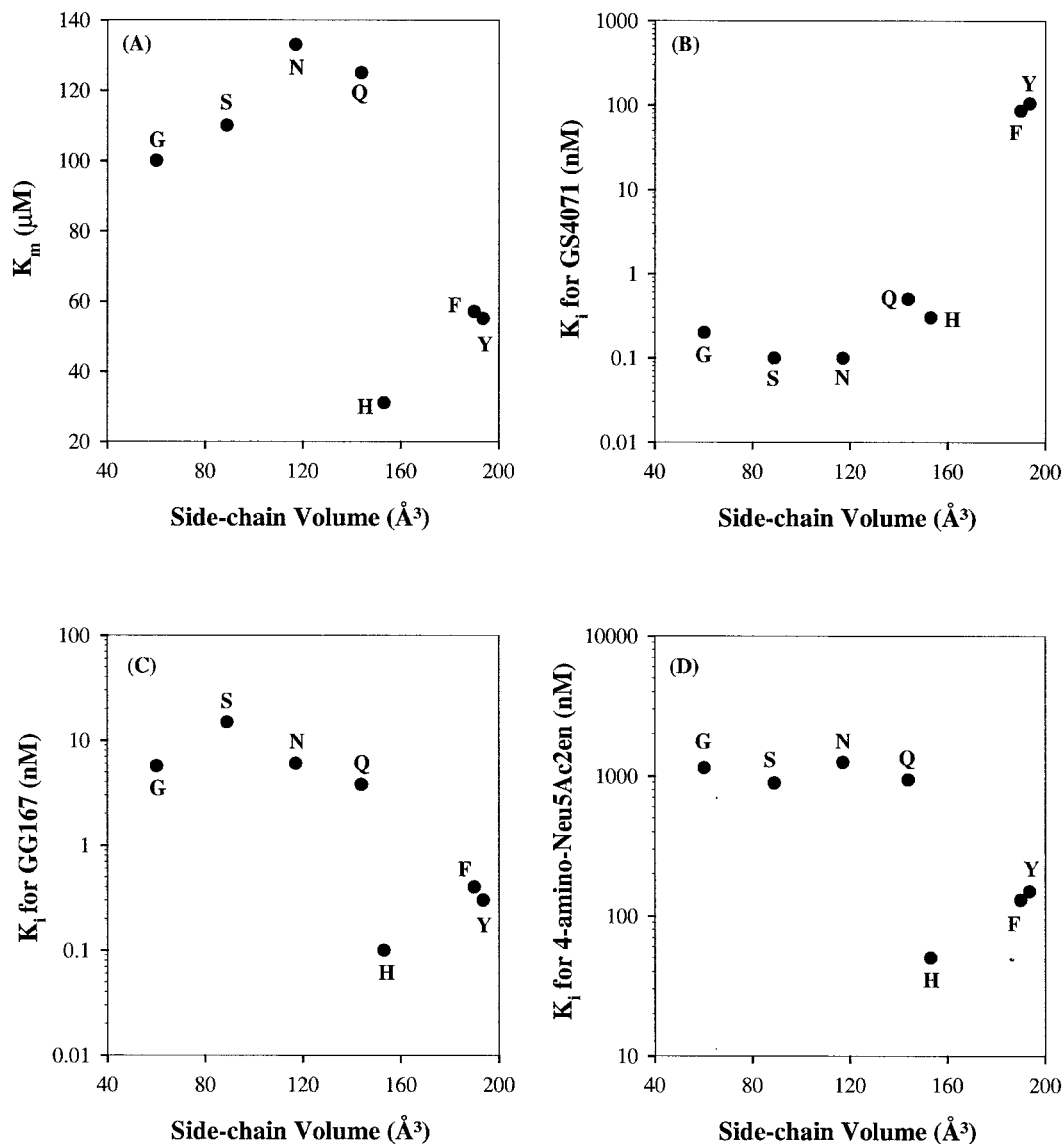 (A)
K_m (µM)
140
120
100
80
60
40
20
G
S
N
Q
H
F
Y
40
80
120
160
200
Side-chain Volume (Å³)
(B)
K_i for GS4071 (nM)
1000
100
10
1
0.1
0.01
G
S
N
Q
H
F
Y
40
80
120
160
200
Side-chain Volume (Å³)
(C)
K_i for GG167 (nM)
100
10
1
0.1
0.01
G
S
N
Q
H
F
Y
40
80
120
160
200
Side-chain Volume (Å³)
(D)
K_i for 4-amino-Neu5Ac2en (nM)
10000
1000
100
10
G
S
N
Q
H
F
Y
40
80
120
160
200
Side-chain Volume (Å³)